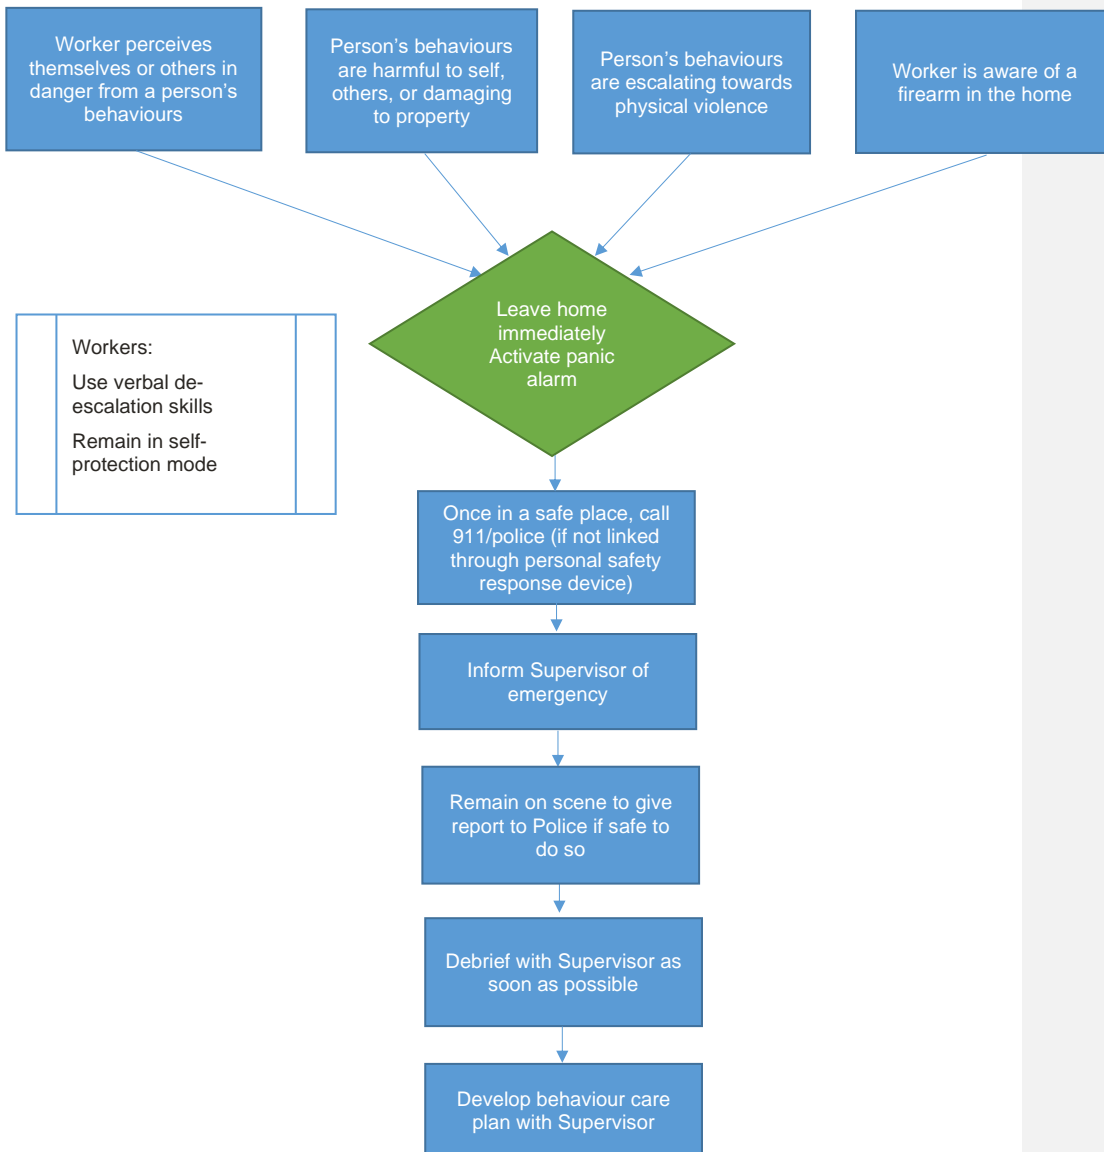 Worker perceives
themselves or others in
danger from a person's
behaviours
Person's behaviours
are harmful to self,
others, or damaging
to property
Person's behaviours
are escalating towards
physical violence
Worker is aware of a
firearm in the home
Leave home
immediately
Activate panic
alarm
Workers:
Use verbal de-
escalation skills
Remain in self-
protection mode
Once in a safe place, call
911/police (if not linked
through personal safety
response device)
Inform Supervisor of
emergency
Remain on scene to give
report to Police if safe to
do so
Debrief with Supervisor as
soon as possible
Develop behaviour care
plan with Supervisor